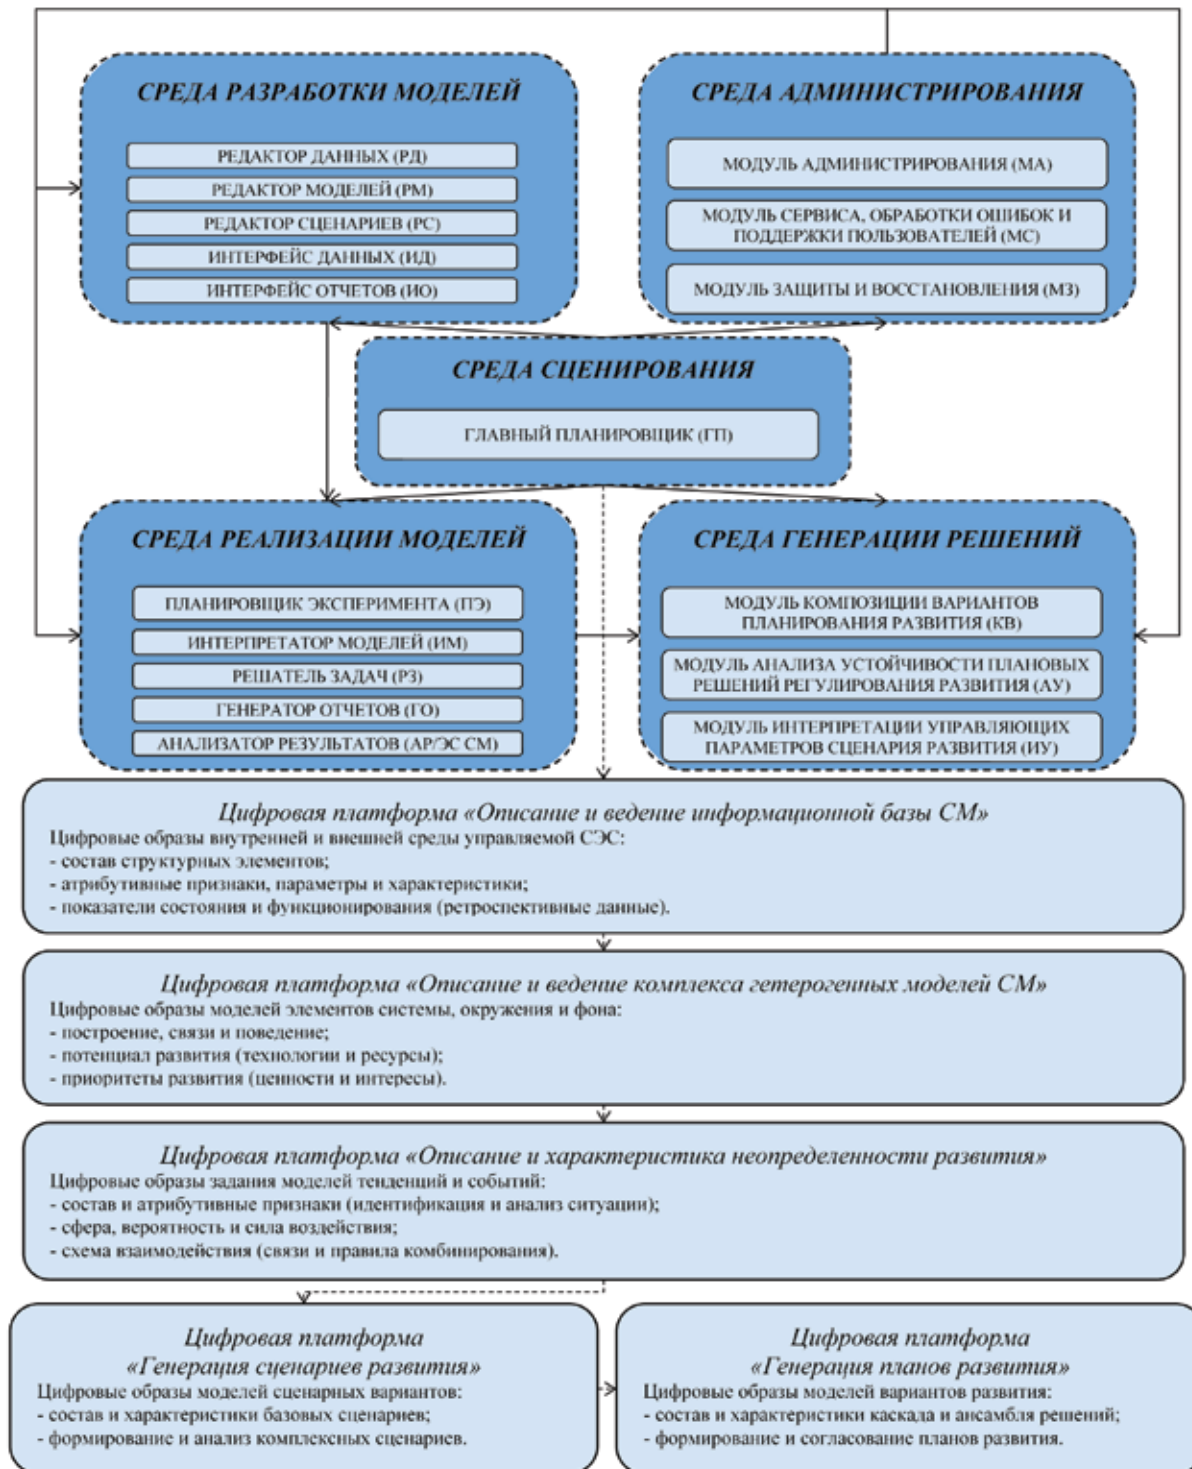 СРЕДА РАЗРАБОТКИ МОДЕЛЕЙ
РЕДАКТОР ДАННЫХ (РД)
РЕДАКТОР МОДЕЛЕЙ (РМ)
РЕДАКТОР СЦЕНАРИЕВ (РС)
ИНТЕРФЕЙС ДАННЫХ (ИД)
ИНТЕРФЕЙС ОТЧЕТОВ (ИО)
СРЕДА АДМИНИСТРИРОВАНИЯ
МОДУЛЬ АДМИНИСТРИРОВАНИЯ (МА)
МОДУЛЬ СЕРВИСА, ОБРАБОТКИ ОШИБОК И
ПОДДЕРЖКИ ПОЛЬЗОВАТЕЛЕЙ (МС)
МОДУЛЬ ЗАЩИТЫ И ВОССТАНОВЛЕНИЯ (МЗ)
СРЕДА СЦЕНИРОВАНИЯ
ГЛАВНЫЙ ПЛАНИРОВЩИК (ГП)
СРЕДА РЕАЛИЗАЦИИ МОДЕЛЕЙ
ПЛАНИРОВЩИК ЭКСПЕРИМЕНТА (ПЭ)
ИНТЕРПРЕТАТОР МОДЕЛЕЙ (ИМ)
РЕШАТЕЛЬ ЗАДАЧ (РЗ)
ГЕНЕРАТОР ОТЧЕТОВ (ГО)
АНАЛИЗАТОР РЕЗУЛЬТАТОВ (АР/ЭС СМ)
СРЕДА ГЕНЕРАЦИИ РЕШЕНИЙ
МОДУЛЬ КОМПОЗИЦИИ ВАРИАНТОВ
ПЛАНИРОВАНИЯ РАЗВИТИЯ (КВ)
МОДУЛЬ АНАЛИЗА УСТОЙЧИВОСТИ ПЛАНОВЫХ
РЕШЕНИЙ РЕГУЛИРОВАНИЯ РАЗВИТИЯ (АУ)
МОДУЛЬ ИНТЕРПРЕТАЦИИ УПРАВЛЯЮЩИХ
ПАРАМЕТРОВ СЦЕНАРИЯ РАЗВИТИЯ (ИУ)
Цифровая платформа «Описание и ведение информационной базы СМ»
Цифровые образы внутренней и внешней среды управляемой СЭС:
- состав структурных элементов;
- атрибутивные признаки, параметры и характеристики;
- показатели состояния и функционирования (ретроспективные данные).
Цифровая платформа «Описание и ведение комплекса гетерогенных моделей СМ»
Цифровые образы моделей элементов системы, окружения и фона:
- построение, связи и поведение;
- потенциал развития (технологии и ресурсы);
- приоритеты развития (ценности и интересы).
Цифровая платформа «Описание и характеристика неопределенности развития»
Цифровые образы задания моделей тенденций и событий:
- состав и атрибутивные признаки (идентификация и анализ ситуации);
- сфера, вероятность и сила воздействия;
- схема взаимодействия (связи и правила комбинирования).
Цифровая платформа
«Генерация сценариев развития»
Цифровые образы моделей сценарных вариантов:
- состав и характеристики базовых сценариев;
- формирование и анализ комплексных сценариев.
Цифровая платформа
«Генерация планов развития»
Цифровые образы моделей вариантов развития:
- состав и характеристики каскада и ансамбля решений;
- формирование и согласование планов развития.